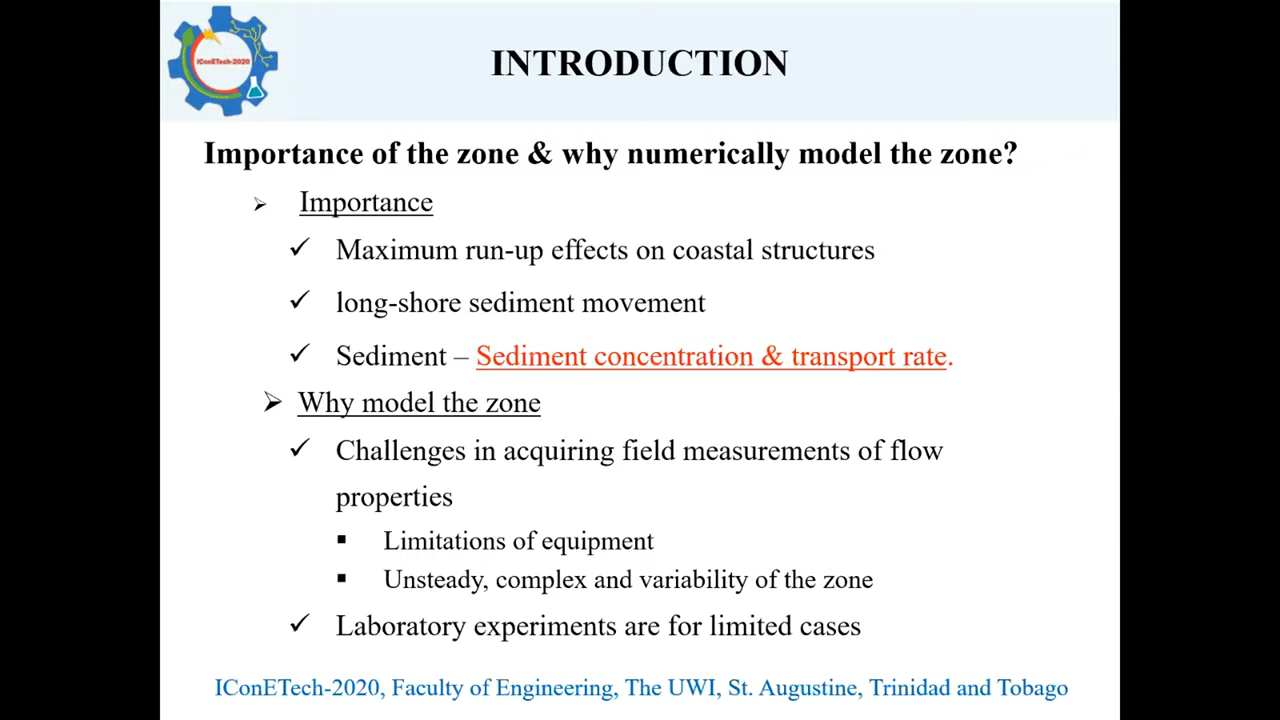 IConETech-2020
INTRODUCTION
Importance of the zone & why numerically model the zone?
Importance
Maximum run-up effects on coastal structures
long-shore sediment movement
Sediment – Sediment concentration & transport rate.
Why model the zone
Challenges in acquiring field measurements of flow
properties
Limitations of equipment
Unsteady, complex and variability of the zone
Laboratory experiments are for limited cases
IConETech-2020, Faculty of Engineering, The UWI, St. Augustine, Trinidad and Tobago